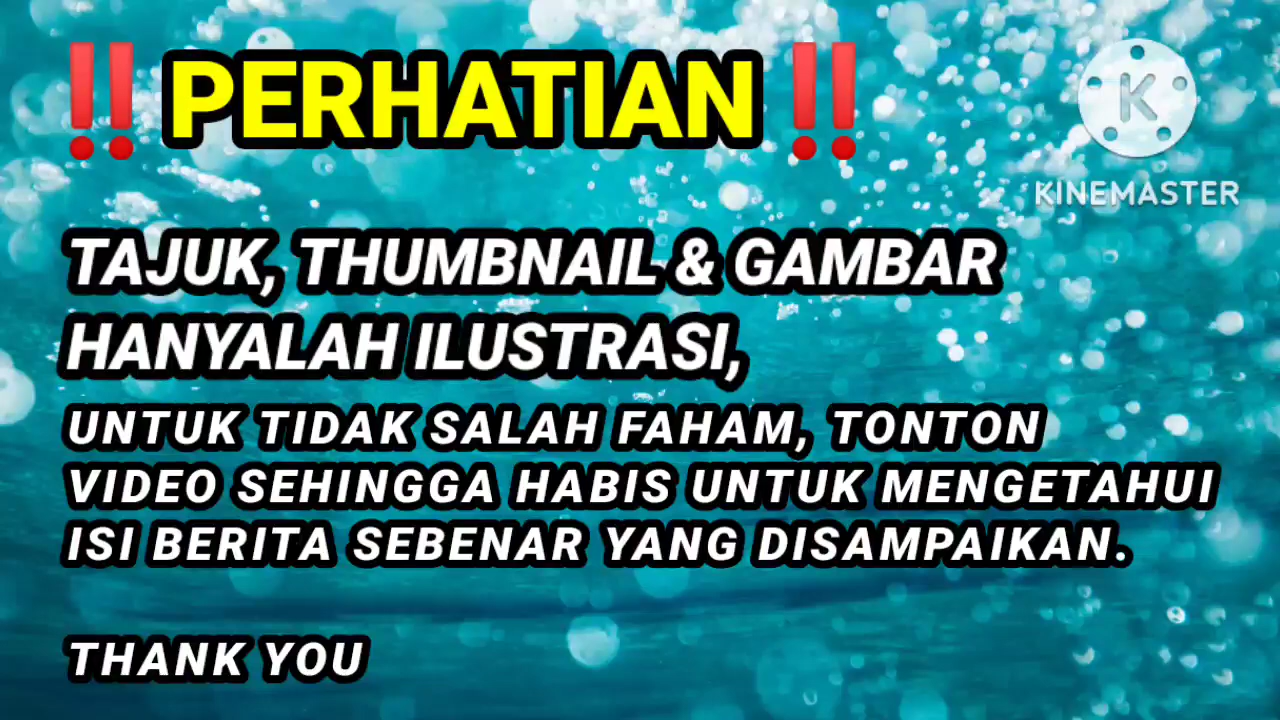 ‼️PERHATIAN‼️
KINEMASTER
TAJUK, THUMBNAIL & GAMBAR
HANYALAH ILUSTRASI,
UNTUK TIDAK SALAH FAHAM, TONTON
VIDEO SEHINGGA HABIS UNTUK MENGETAHUI
ISI BERITA SEBENAR YANG DISAMPAIKAN.
THANK YOU